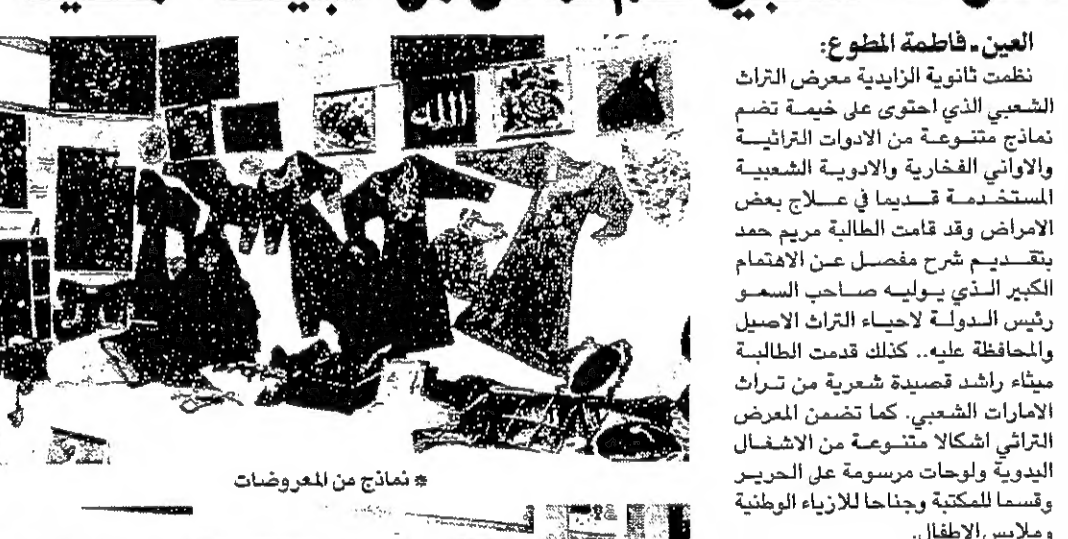 العين ـ فاطمة المطوع:
نظمت ثانوية الزايدية معرض التراث
الشعبي الذي احتوى على خيمة تضم
نماذج متنوعة من الادوات التراثية
والاواني الفخارية والادوية الشعبية
المستخدمة قديما في علاج بعض
الامراض وقد قامت الطالبة مريم حمد
بتقديم شرح مفصل عن الاهتمام
الكبير الذي يوليه صاحب السمو
رئيس الدولة لاحياء التراث الاصيل
والمحافظة عليه.. كذلك قدمت الطالبة
ميثاء راشد قصيدة شعرية من تراث
الامارات الشعبي. كما تضمن المعرض
التراثي اشكالا متنوعة من الاشغال
اليدوية ولوحات مرسومة على الحرير
وقسما للمكتبة وجناحا للازياء الوطنية
وملابس الاطفال.
الله
* نماذج من المعروضات